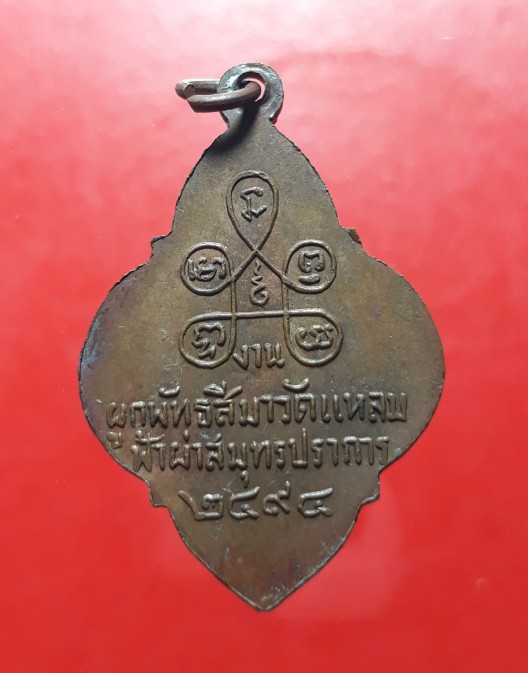 งาน
ผูกพัทธสีมาวัดแหลม
ฟ้าผ่าสมุทรปราการ
๒๔๙๔